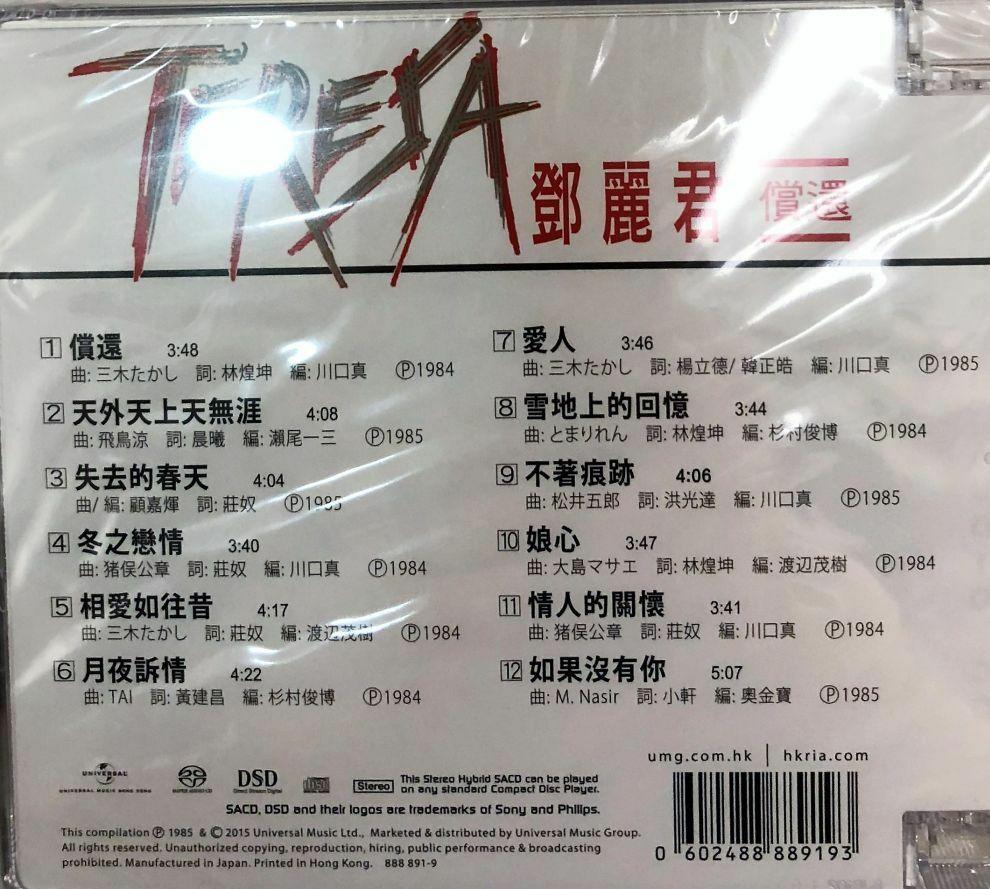 TERESA
鄧麗君 償還
1 償還 3:48
曲: 三木たかし 詞: 林煌坤 編: 川口真 Ⓟ1984
2 天外天上天無涯 4:08
曲: 飛鳥涼 詞: 晨曦 編: 瀨尾一三 Ⓟ1985
3 失去的春天 4:04
曲/ 編: 顧嘉煇 詞: 莊奴 Ⓟ1985
4 冬之戀情 3:40
曲: 猪俣公章 詞: 莊奴 編: 川口真 Ⓟ1984
5 相愛如往昔 4:17
曲: 三木たかし 詞: 莊奴 編: 渡辺茂樹 Ⓟ1984
6 月夜訴情 4:22
曲: TAI 詞: 黃建昌 編: 杉村俊博 Ⓟ1984
7 愛人 3:46
曲: 三木たかし 詞: 楊立德/ 韓正皓 編: 川口真 Ⓟ1985
8 雪地上的回憶 3:44
曲: とまりれん 詞: 林煌坤 編: 杉村俊博 Ⓟ1984
9 不著痕跡 4:06
曲: 松井五郎 詞: 洪光達 編: 川口真 Ⓟ1985
10 娘心 3:47
曲: 大島マサエ 詞: 林煌坤 編: 渡辺茂樹 Ⓟ1984
11 情人的關懷 3:41
曲: 猪俣公章 詞: 莊奴 編: 川口真 Ⓟ1984
12 如果沒有你 5:07
曲: M. Nasir 詞: 小軒 編: 奧金寶 Ⓟ1985
umg.com.hk | hkria.com
UNIVERSAL
UNIVERSAL MUSIC HONG KONG
SUPER AUDIO CD
DSD
Direct Stream Digital
Stereo
This Stereo Hybrid SACD can be played
on any standard Compact Disc Player.
SACD, DSD and their logos are trademarks of Sony and Philips.
This compilation Ⓟ 1985 & © 2015 Universal Music Ltd., Marketed & distributed by Universal Music Group.
All rights reserved. Unauthorized copying, reproduction, hiring, public performance & broadcasting
prohibited. Manufactured in Japan. Printed in Hong Kong. 888 891-9
0 602488 889193